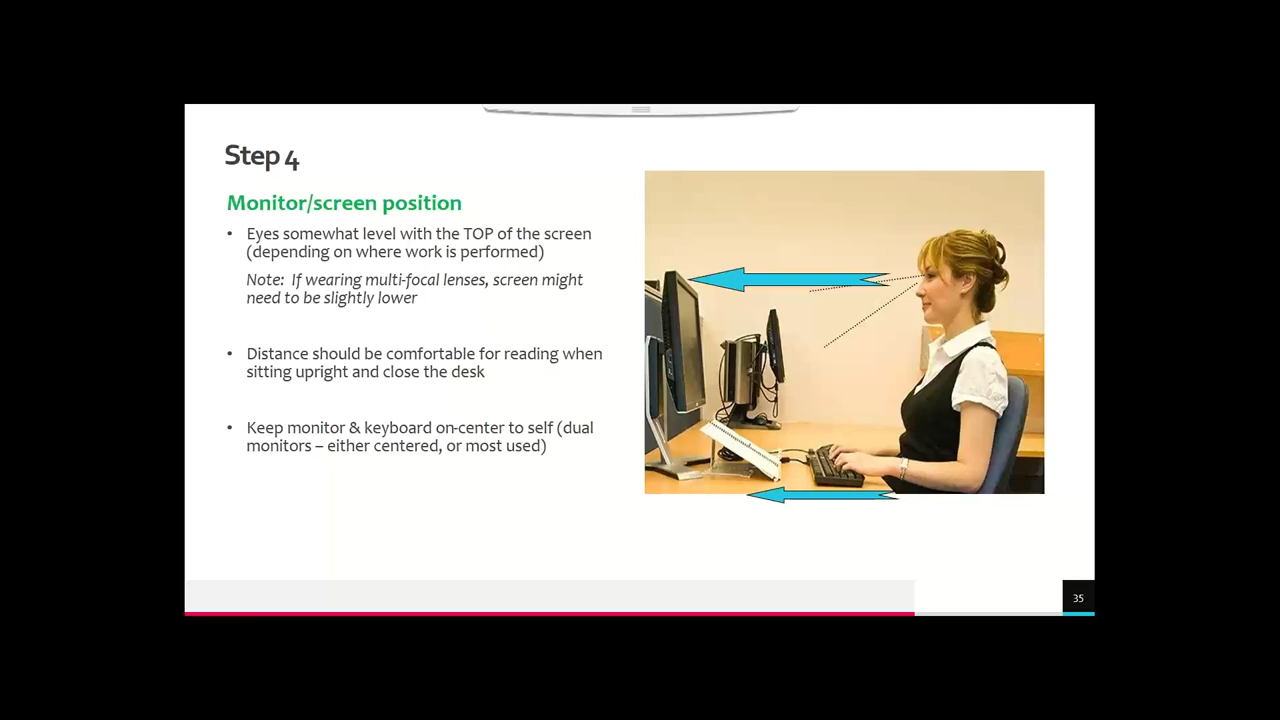 Step 4
Monitor/screen position
• Eyes somewhat level with the TOP of the screen
(depending on where work is performed)
Note: If wearing multi-focal lenses, screen might
need to be slightly lower
• Distance should be comfortable for reading when
sitting upright and close the desk
• Keep monitor & keyboard on-center to self (dual
monitors – either centered, or most used)
35